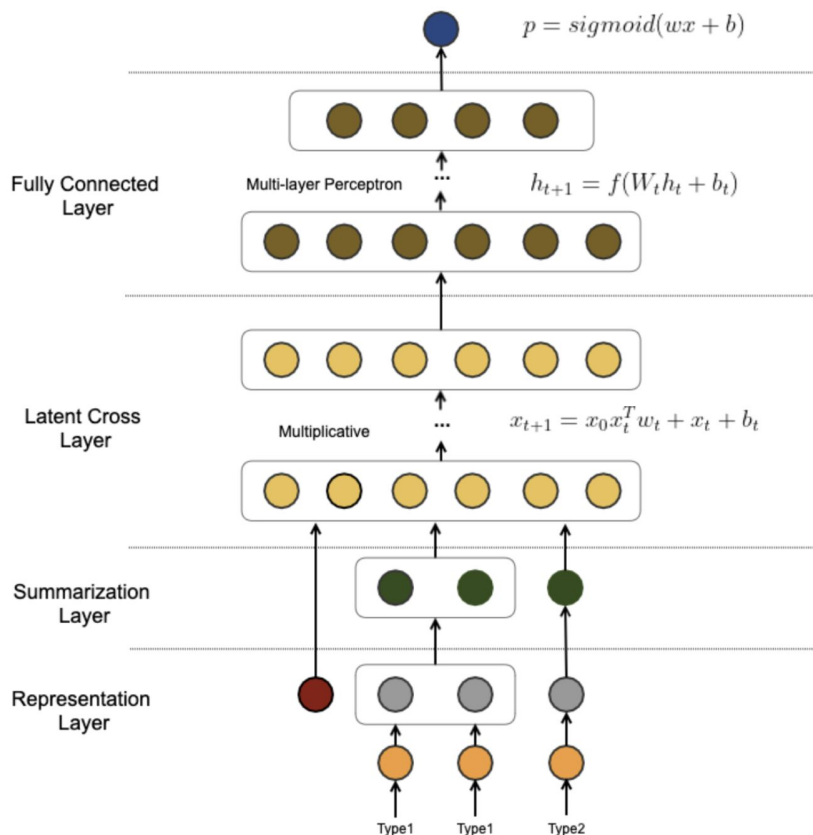 p = sigmoid(wx + b)
Fully Connected
Layer
Multi-layer Perceptron
...
h_{t+1} = f(W_t h_t + b_t)
Latent Cross
Layer
Multiplicative
...
x_{t+1} = x_0 x_t^T w_t + x_t + b_t
Summarization
Layer
Representation
Layer
Type1 Type1 Type2